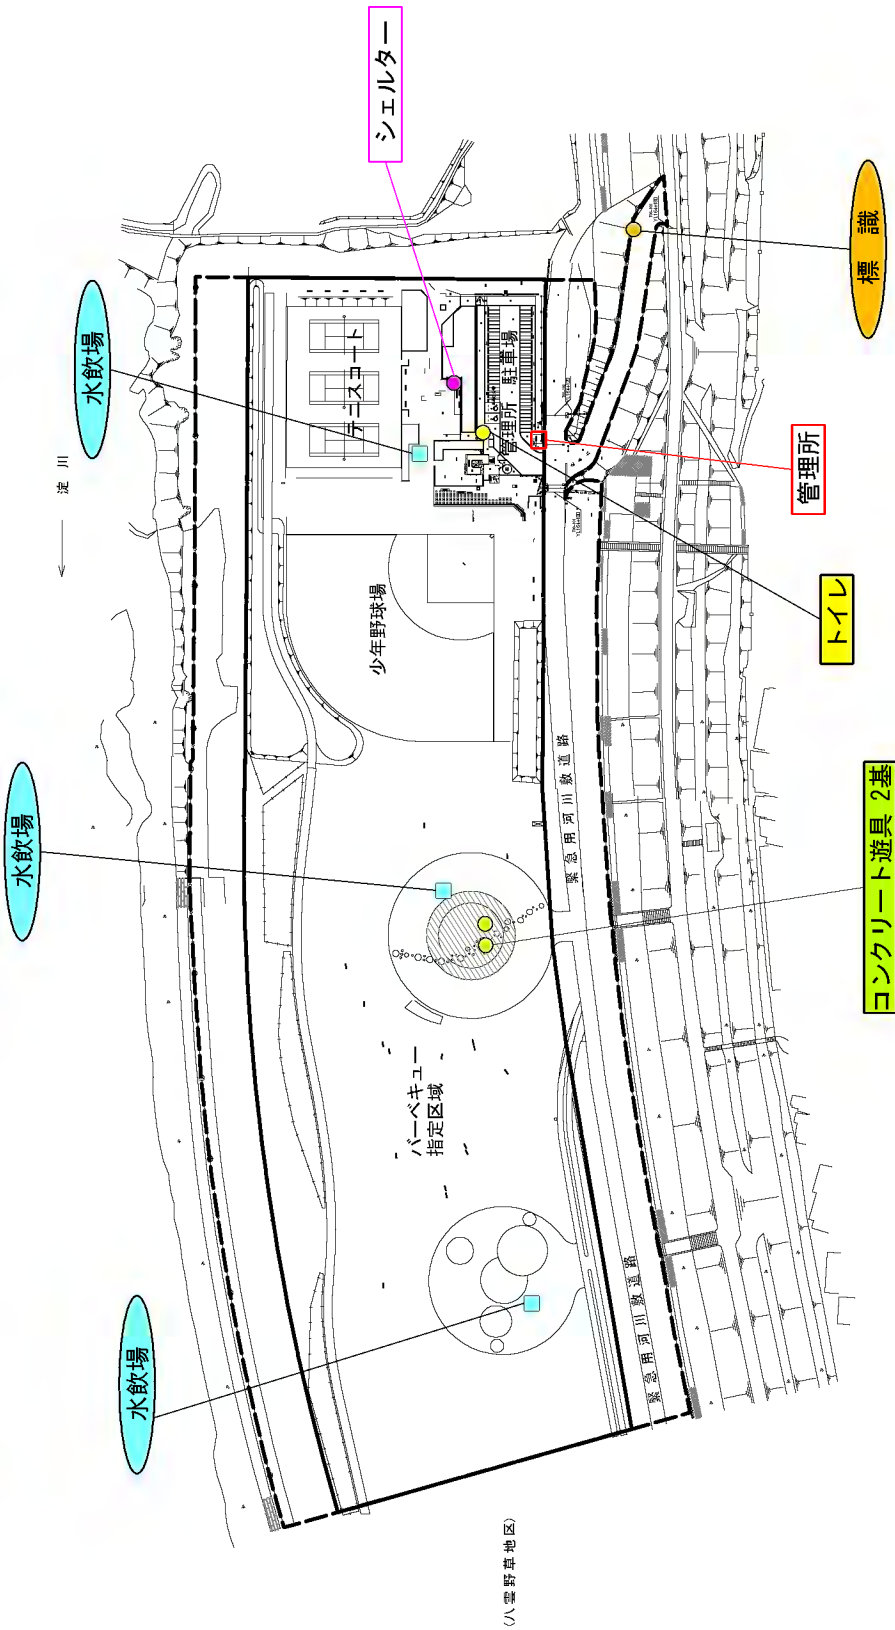 水飲場
水飲場
水飲場
淀川
シェルター
標 識
テニスコート
管理所 駐車場
管理所
トイレ
少年野球場
コンクリート遊具 2基
バーベキュー
指定区域
緊急用河川敷道路
緊急用河川敷道路
(八雲野草地区)